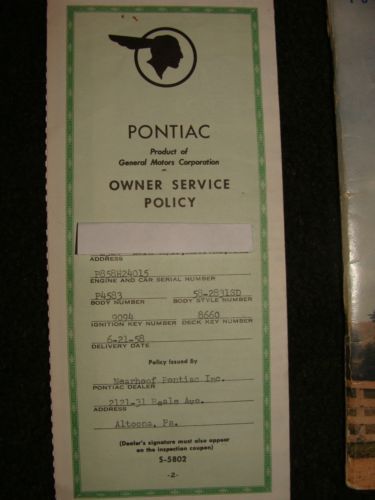 PONTIAC
Product of
General Motors Corporation
OWNER SERVICE
POLICY
ADDRESS
P858H24015
ENGINE AND CAR SERIAL NUMBER
P4583 58-2831SD
BODY NUMBER BODY STYLE NUMBER
9094 8660
IGNITION KEY NUMBER DECK KEY NUMBER
6-21-58
DELIVERY DATE
Policy Issued By
Nearhoof Pontiac Inc.
PONTIAC DEALER
2121-31 Beale Ave.
ADDRESS
Altoona, Pa.
(Dealer's signature must also appear
on the inspection coupon)
S-5802
-2-